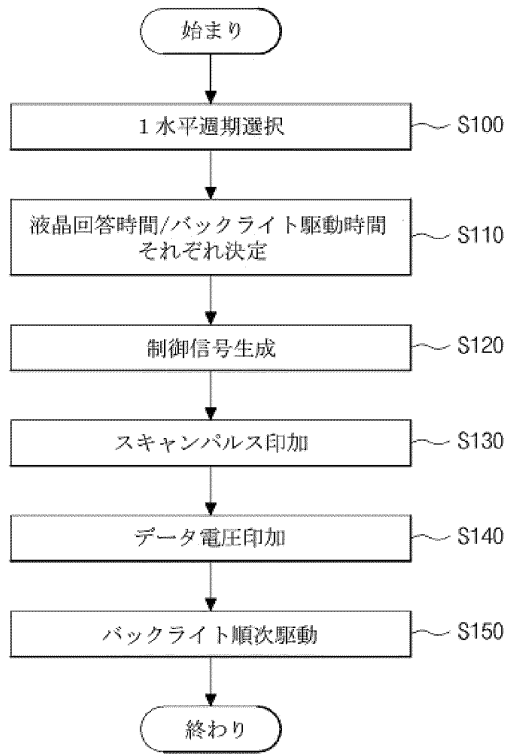 始まり
1水平週期選択
S100
液晶回答時間/バックライト駆動時間
それぞれ決定
S110
制御信号生成
S120
スキャンパルス印加
S130
データ電圧印加
S140
バックライト順次駆動
S150
終わり